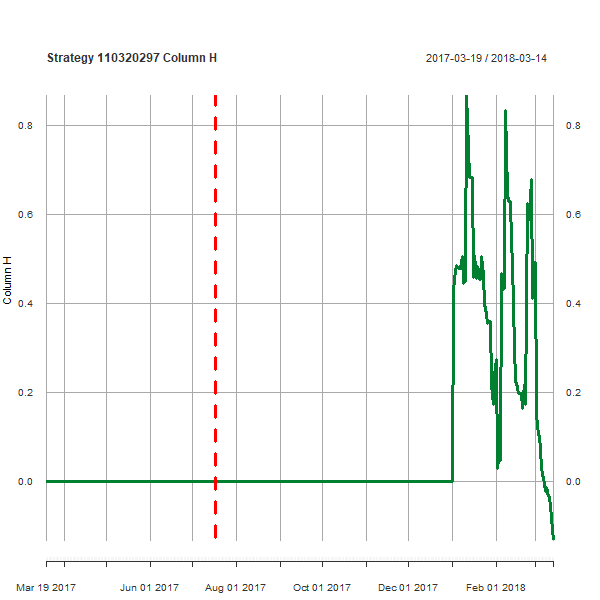 Strategy 110320297 Column H
2017-03-19 / 2018-03-14
0.8 0.8
0.6 0.6
Column H
0.4 0.4
0.2 0.2
0.0 0.0
Mar 19 2017 Jun 01 2017 Aug 01 2017 Oct 01 2017 Dec 01 2017 Feb 01 2018